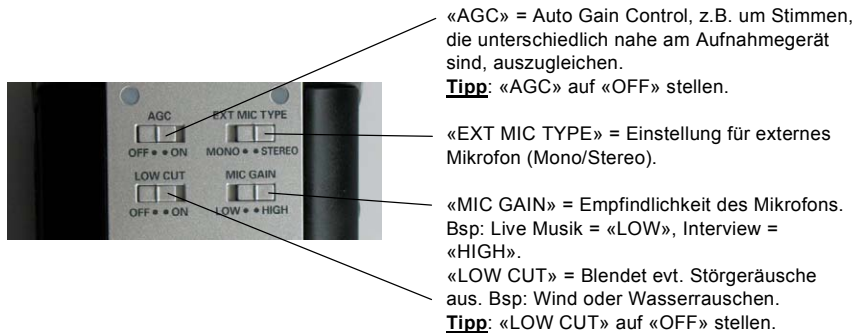 «AGC» = Auto Gain Control, z.B. um Stimmen,
die unterschiedlich nahe am Aufnahmegerät
sind, auszugleichen.
Tipp: «AGC» auf «OFF» stellen.
«EXT MIC TYPE» = Einstellung für externes
Mikrofon (Mono/Stereo).
«MIC GAIN» = Empfindlichkeit des Mikrofons.
Bsp: Live Musik = «LOW», Interview =
«HIGH».
«LOW CUT» = Blendet evt. Störgeräusche
aus. Bsp: Wind oder Wasserrauschen.
Tipp: «LOW CUT» auf «OFF» stellen.
AGC EXT MIC TYPE
OFF ON MONO STEREO
LOW CUT MIC GAIN
OFF ON LOW HIGH